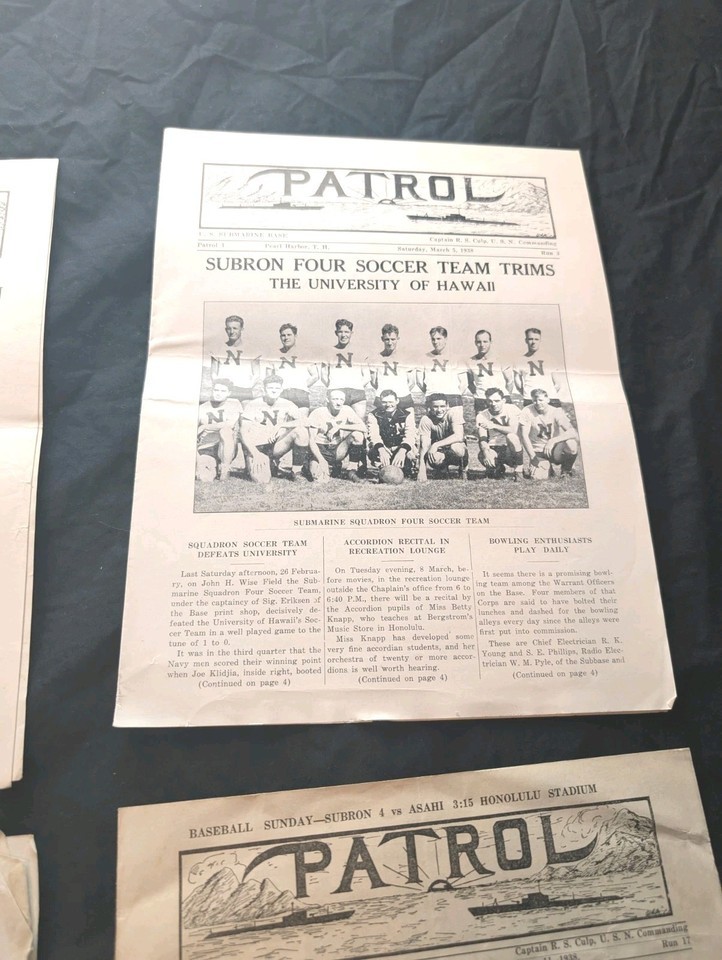 PATROL
U. S. SUBMARINE BASE
Captain R. S. Culp, U. S. N. Commanding
Patrol 1 Pearl Harbor, T. H. Saturday, March 5, 1938 Run 3
SUBRON FOUR SOCCER TEAM TRIMS
THE UNIVERSITY OF HAWAII
N N N N N N N
N N N N N
SUBMARINE SQUADRON FOUR SOCCER TEAM
SQUADRON SOCCER TEAM
DEFEATS UNIVERSITY
Last Saturday afternoon, 26 Februa-
ry, on John H. Wise Field the Sub-
marine Squadron Four Soccer Team,
under the captaincy of Sig. Eriksen of
the Base print shop, decisively de-
feated the University of Hawaii's Soc-
cer Team in a well played game to the
tune of 1 to 0.
It was in the third quarter that the
Navy men scored their winning point
when Joe Klidjia, inside right, booted
(Continued on page 4)
ACCORDION RECITAL IN
RECREATION LOUNGE
On Tuesday evening, 8 March, be-
fore movies, in the recreation lounge
outside the Chaplain's office from 6 to
6:40 P.M., there will be a recital by
the Accordion pupils of Miss Betty
Knapp, who teaches at Bergstrom's
Music Store in Honolulu.
Miss Knapp has developed some
very fine accordian students, and her
orchestra of twenty or more accor-
dions is well worth hearing.
(Continued on page 4)
BOWLING ENTHUSIASTS
PLAY DAILY
It seems there is a promising bowl-
ing team among the Warrant Officers
on the Base. Four members of that
Corps are said to have bolted their
lunches and dashed for the bowling
alleys every day since the alleys were
first put into commission.
These are Chief Electrician R. K.
Young and S. E. Phillips, Radio Elec-
trician W. M. Pyle, of the Subbase and
(Continued on page 4)
BASEBALL SUNDAY—SUBRON 4 vs ASAHI 3:15 HONOLULU STADIUM
PATROL
Captain R. S. Culp, U. S. N. Commanding
1938 Run 17